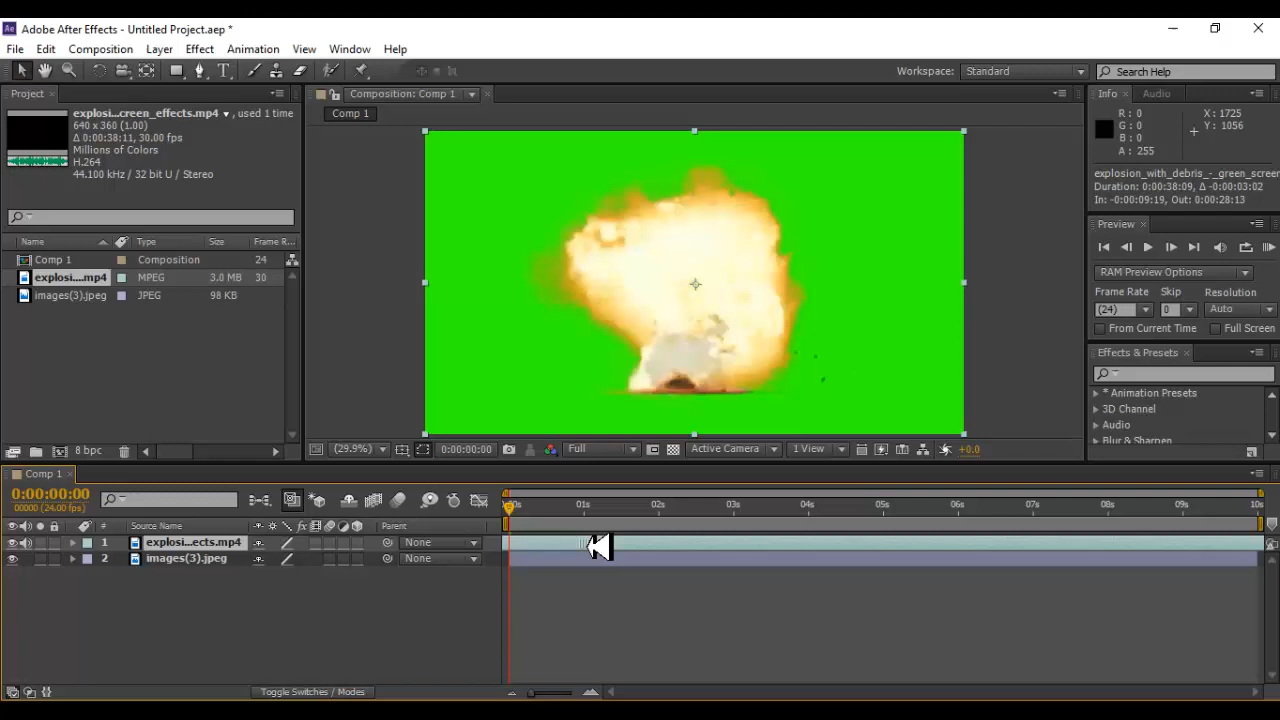 Adobe After Effects - Untitled Project.aep *
File Edit Composition Layer Effect Animation View Window Help
Workspace: Standard Search Help
Project
explosi...creen_effects.mp4 , used 1 time
640 x 360 (1.00)
Δ 0:00:38:11, 30.00 fps
Millions of Colors
H.264
44.100 kHz / 32 bit U / Stereo
Name Type Size Frame R...
Comp 1 Composition 24
explosi....mp4 MPEG 3.0 MB 30
images(3).jpeg JPEG 98 KB
8 bpc
Composition: Comp 1
Comp 1
(29.9%) 0:00:00:00 Full Active Camera 1 View +0.0
Info Audio
R: 0 X: 1725
G: 0 Y: 1056
B: 0
A: 255
explosion_with_debris_-_green_screen
Duration: 0:00:38:09, Δ -0:00:03:02
In: -0:00:09:19, Out: 0:00:28:13
Preview
RAM Preview Options
Frame Rate Skip Resolution
(24) 0 Auto
From Current Time Full Screen
Effects & Presets
* Animation Presets
3D Channel
Audio
Blur & Sharpen
Comp 1
0:00:00:00
00000 (24.00 fps)
01s 02s 03s 04s 05s 06s 07s 08s 09s 10s
# Source Name Parent
1 explosi...ects.mp4 None
2 images(3).jpeg None
Toggle Switches / Modes